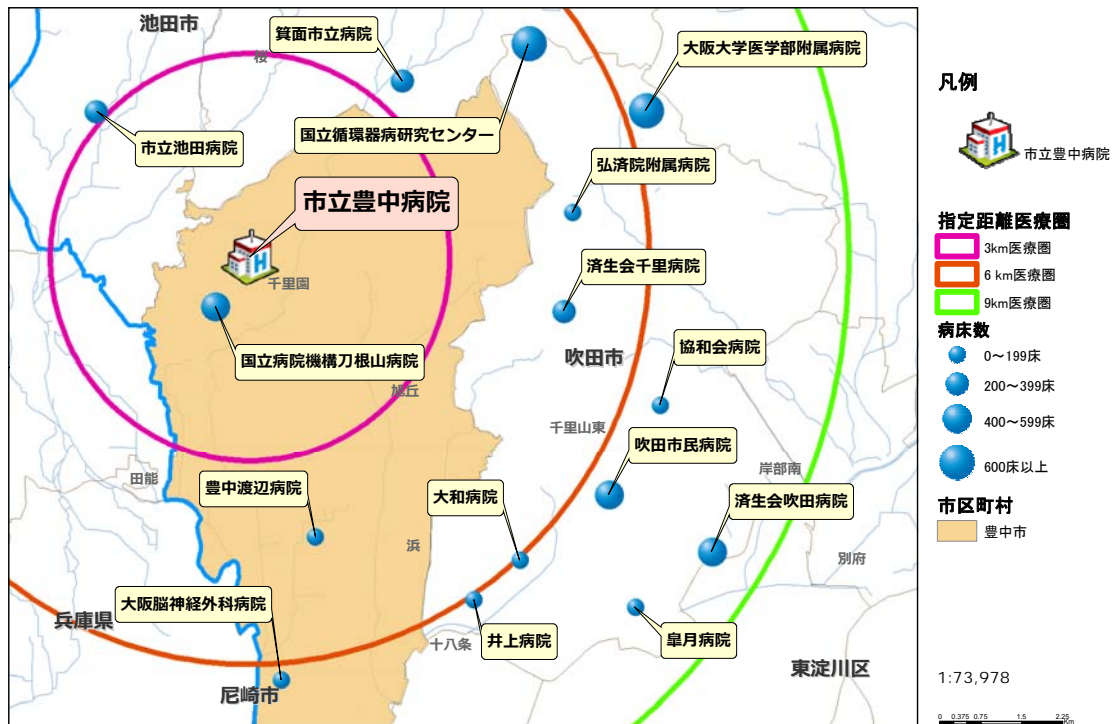 池田市
箕面市立病院
大阪大学医学部附属病院
桜
国立循環器病研究センター
市立池田病院
弘済院附属病院
市立豊中病院
千里園
済生会千里病院
国立病院機構刀根山病院
吹田市
協和会病院
旭丘
千里山東
田能
豊中渡辺病院
大和病院
吹田市民病院
岸部南
済生会吹田病院
浜
別府
大阪脳神経外科病院
兵庫県
十八条
井上病院
皐月病院
東淀川区
尼崎市
凡例
H
市立豊中病院
指定距離医療圏
3km医療圏
6 km医療圏
9km医療圏
病床数
0～199床
200～399床
400～599床
600床以上
市区町村
豊中市
1:73,978
0 0.375 0.75 1.5 2.25
Km